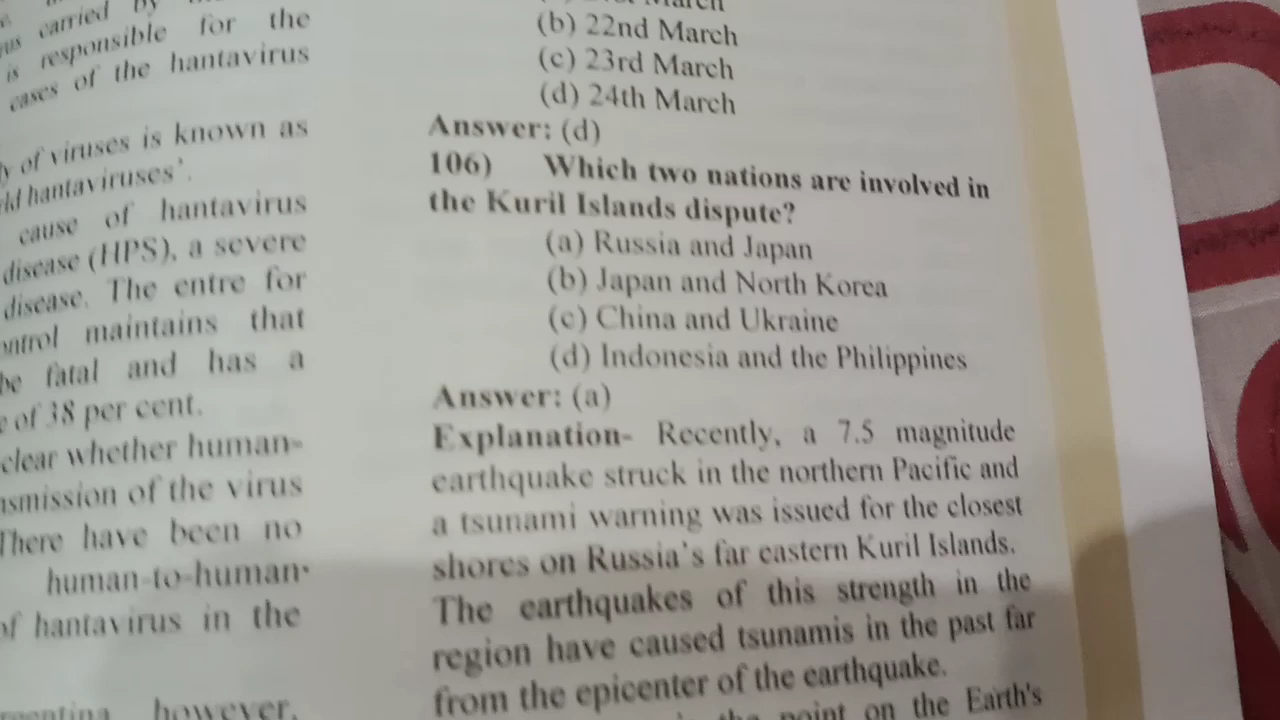 carried by
is responsible for the
cases of the hantavirus
of viruses is known as
hantaviruses'.
cause of hantavirus
disease (HPS), a severe
disease. The entre for
maintains that
fatal and has a
of 38 per cent.
clear whether human-
of the virus
There have been no
human-to-human-
of hantavirus in the
however,
(b) 22nd March
(c) 23rd March
(d) 24th March
Answer: (d)
106) Which two nations are involved in
the Kuril Islands dispute?
(a) Russia and Japan
(b) Japan and North Korea
(c) China and Ukraine
(d) Indonesia and the Philippines
Answer: (a)
Explanation- Recently, a 7.5 magnitude
earthquake struck in the northern Pacific and
a tsunami warning was issued for the closest
shores on Russia's far eastern Kuril Islands.
The earthquakes of this strength in the
region have caused tsunamis in the past far
from the epicenter of the earthquake.
the point on the Earth's